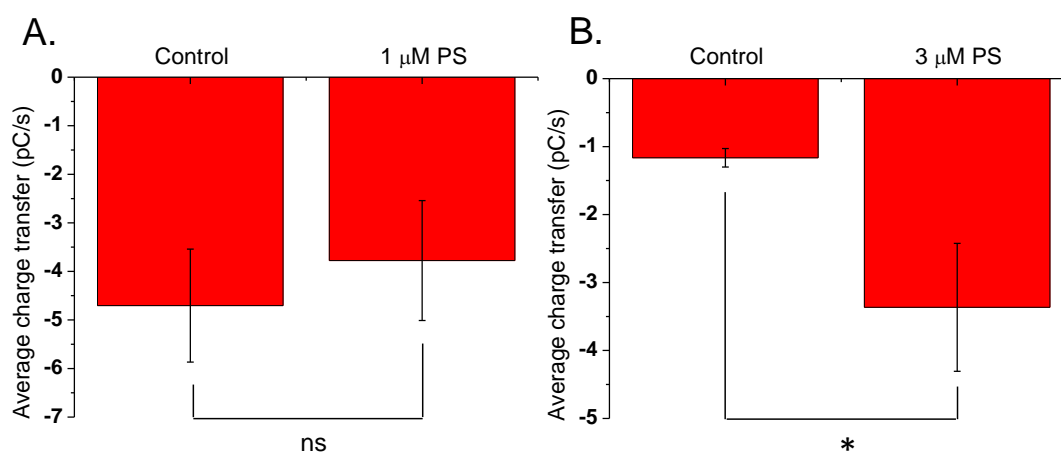 A.
Control 1 μM PS
Average charge transfer (pC/s)
0
-1
-2
-3
-4
-5
-6
-7
ns
B.
Control 3 μM PS
Average charge transfer (pC/s)
0
-1
-2
-3
-4
-5
*